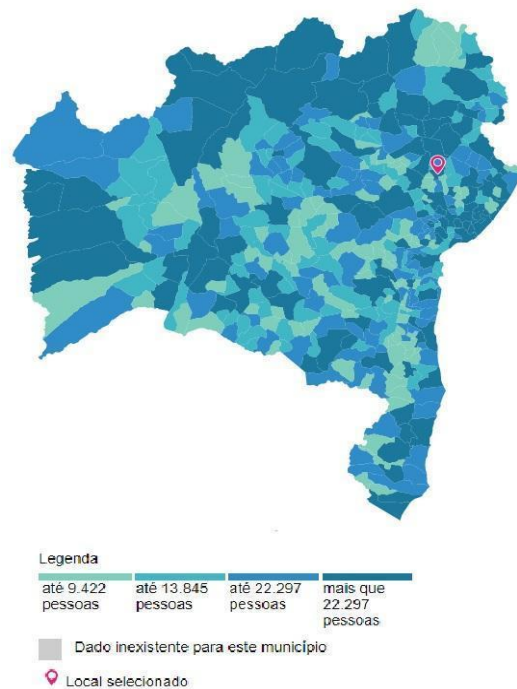 Legenda
até 9.422 pessoas
até 13.845 pessoas
até 22.297 pessoas
mais que 22.297 pessoas
Dado inexistente para este município
Local selecionado